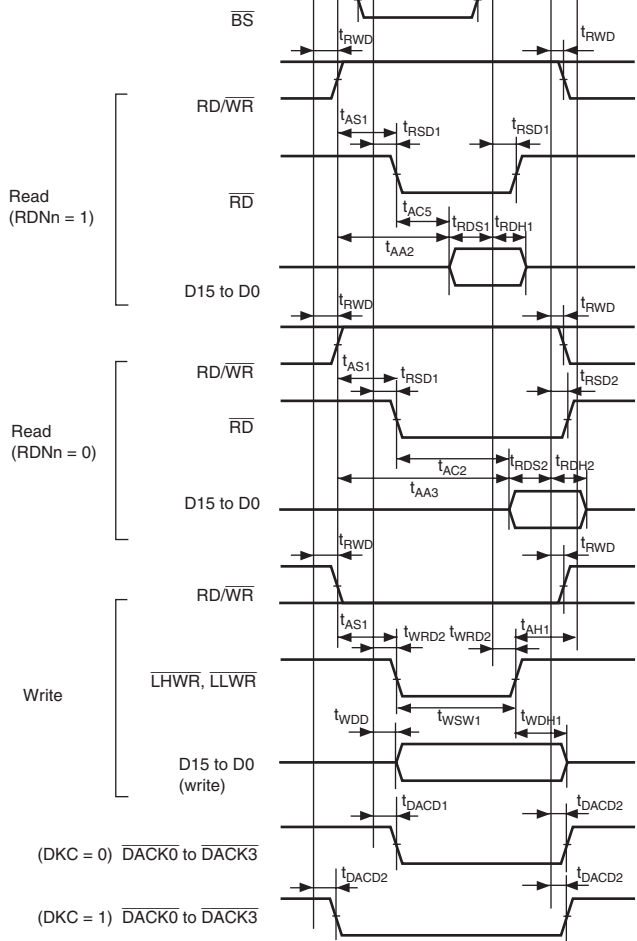 BS
tRWD tRWD
RD/WR
tAS1 tRSD1 tRSD1
Read
(RDNn = 1)
RD
tAC5
tAA2 tRDS1 tRDH1
D15 to D0
tRWD tRWD
RD/WR
tAS1 tRSD1 tRSD2
Read
(RDNn = 0)
RD
tAC2 tRDS2 tRDH2
tAA3
D15 to D0
tRWD tRWD
RD/WR
tAS1 tWRD2 tWRD2 tAH1
Write
LHWR, LLWR
tWDD tWSW1 tWDH1
D15 to D0
(write)
tDACD1 tDACD2
(DKC = 0) DACK0 to DACK3
tDACD2 tDACD2
(DKC = 1) DACK0 to DACK3